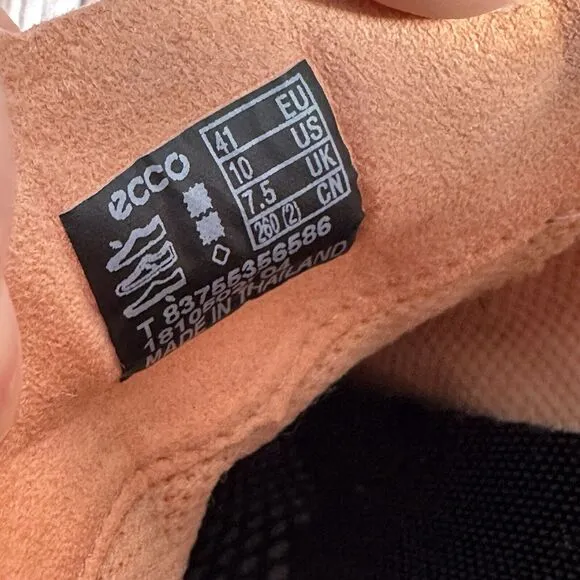 ecco
41 EU
10 US
7.5 UK
260 (2) CN
T 83755356586
MADE IN THAILAND